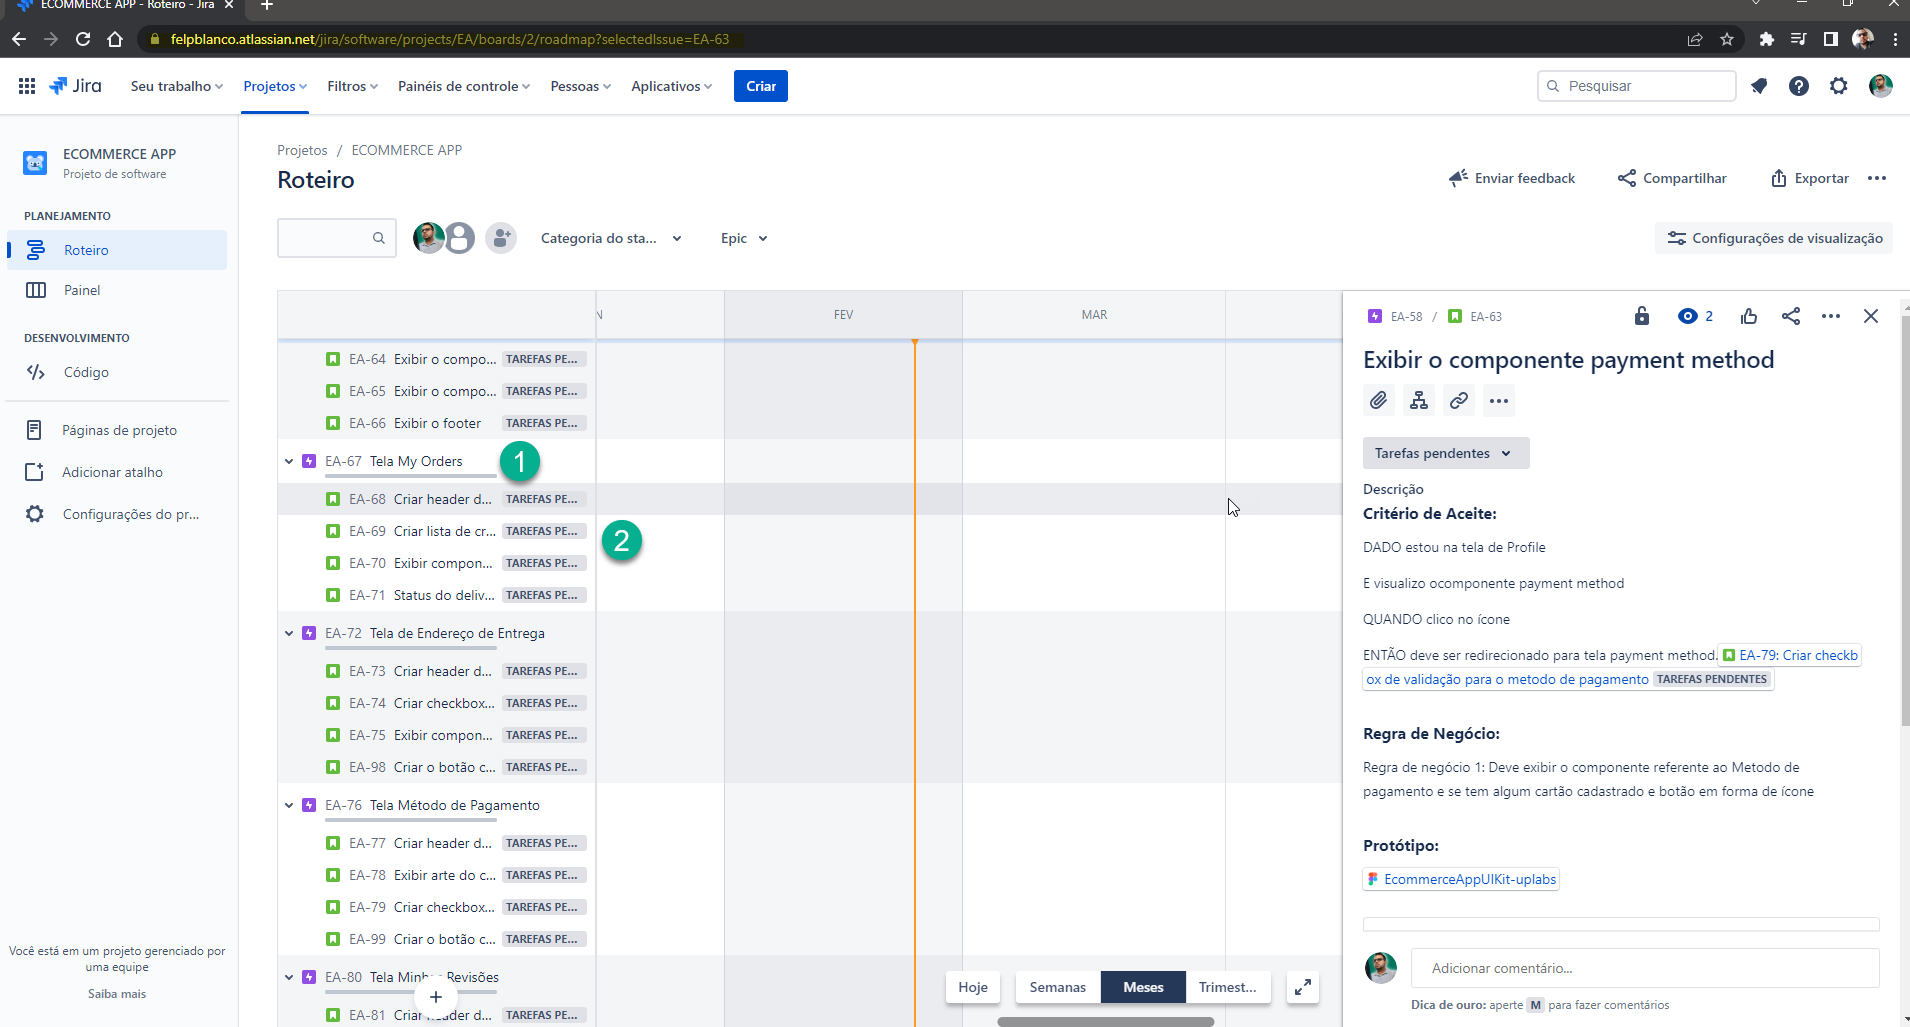 ECOMMERCE APP - Roteiro - Jira
felpblanco.atlassian.net/jira/software/projects/EA/boards/2/roadmap?selectedIssue=EA-63
Jira
Seu trabalho
Projetos
Filtros
Painéis de controle
Pessoas
Aplicativos
Criar
Pesquisar
ECOMMERCE APP
Projeto de software
PLANEJAMENTO
Roteiro
Painel
DESENVOLVIMENTO
Código
Páginas de projeto
Adicionar atalho
Configurações do pr...
Você está em um projeto gerenciado por
uma equipe
Saiba mais
Projetos / ECOMMERCE APP
Roteiro
Enviar feedback
Compartilhar
Exportar
Categoria do sta...
Epic
Configurações de visualização
N
FEV
MAR
EA-64 Exibir o compo... TAREFAS PE...
EA-65 Exibir o compo... TAREFAS PE...
EA-66 Exibir o footer TAREFAS PE...
EA-67 Tela My Orders 1
EA-68 Criar header d... TAREFAS PE...
EA-69 Criar lista de cr... TAREFAS PE... 2
EA-70 Exibir compon... TAREFAS PE...
EA-71 Status do deliv... TAREFAS PE...
EA-72 Tela de Endereço de Entrega
EA-73 Criar header d... TAREFAS PE...
EA-74 Criar checkbox... TAREFAS PE...
EA-75 Exibir compon... TAREFAS PE...
EA-98 Criar o botão c... TAREFAS PE...
EA-76 Tela Método de Pagamento
EA-77 Criar header d... TAREFAS PE...
EA-78 Exibir arte do c... TAREFAS PE...
EA-79 Criar checkbox... TAREFAS PE...
EA-99 Criar o botão c... TAREFAS PE...
EA-80 Tela Revisões
EA-81 header d... TAREFAS PE...
Hoje
Semanas
Meses
Trimest...
EA-58 / EA-63
2
Exibir o componente payment method
Tarefas pendentes
Descrição
Critério de Aceite:
DADO estou na tela de Profile
E visualizo ocomponente payment method
QUANDO clico no ícone
ENTÃO deve ser redirecionado para tela payment method. EA-79: Criar checkb
ox de validação para o metodo de pagamento TAREFAS PENDENTES
Regra de Negócio:
Regra de negócio 1: Deve exibir o componente referente ao Metodo de
pagamento e se tem algum cartão cadastrado e botão em forma de ícone
Protótipo:
EcommerceAppUIKit-uplabs
Adicionar comentário...
Dica de ouro: aperte M para fazer comentários